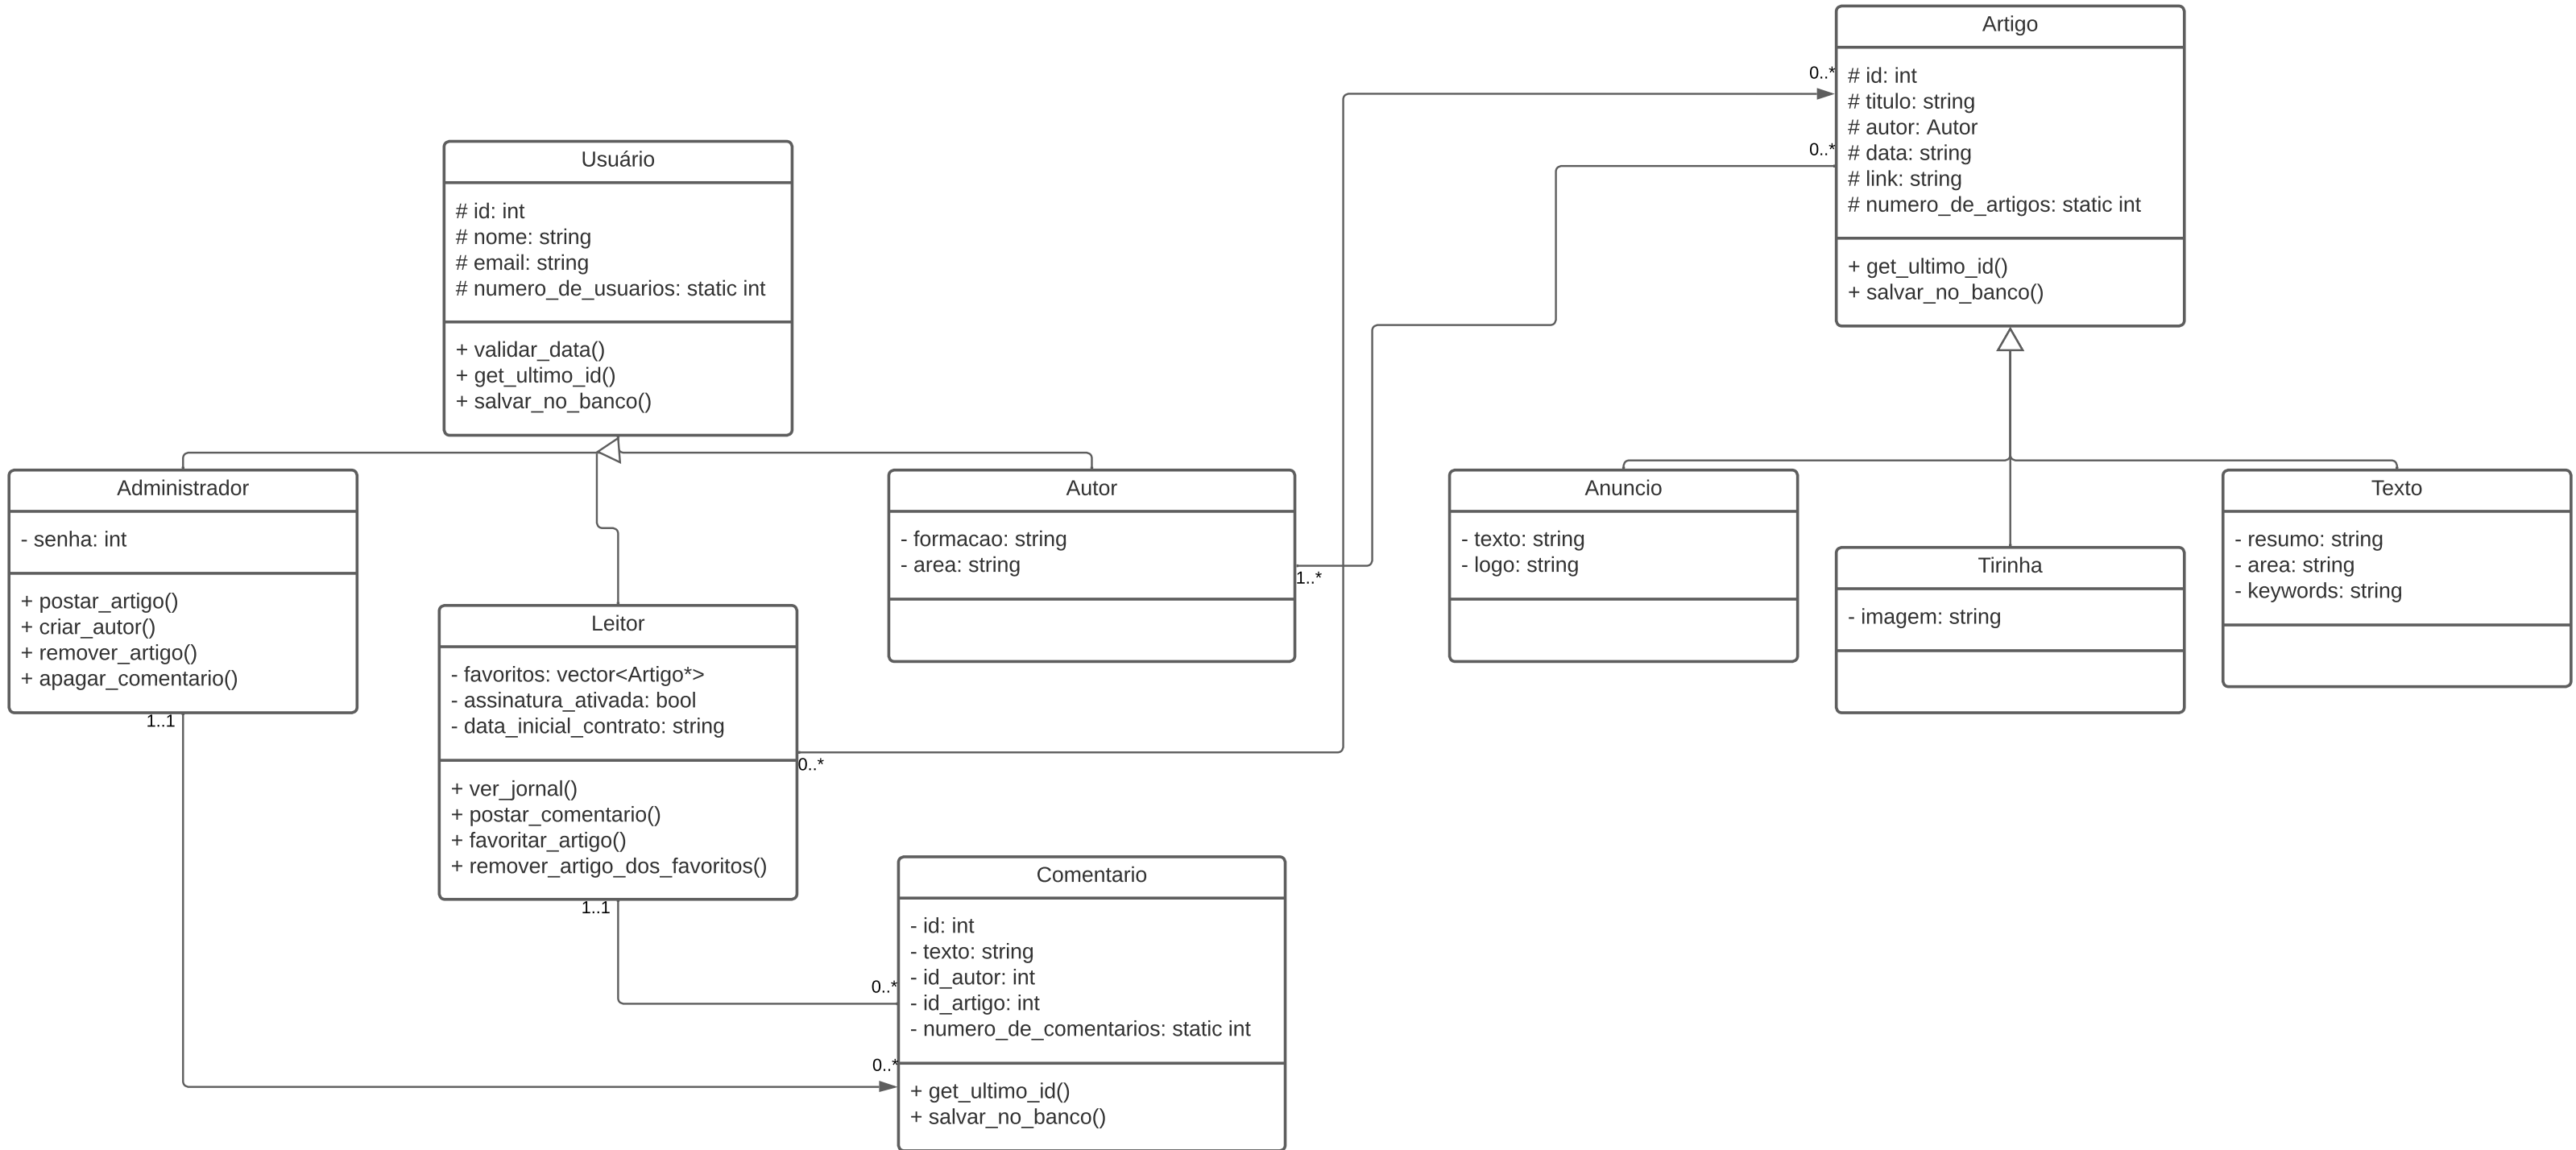 Artigo
# id: int
# titulo: string
# autor: Autor
# data: string
# link: string
# numero_de_artigos: static int
+ get_ultimo_id()
+ salvar_no_banco()
0..*
0..*
Usuário
# id: int
# nome: string
# email: string
# numero_de_usuarios: static int
+ validar_data()
+ get_ultimo_id()
+ salvar_no_banco()
Administrador
- senha: int
+ postar_artigo()
+ criar_autor()
+ remover_artigo()
+ apagar_comentario()
1..1
Leitor
- favoritos: vector<Artigo*>
- assinatura_ativada: bool
- data_inicial_contrato: string
+ ver_jornal()
+ postar_comentario()
+ favoritar_artigo()
+ remover_artigo_dos_favoritos()
0..*
1..1
Autor
- formacao: string
- area: string
1..*
Anuncio
- texto: string
- logo: string
Tirinha
- imagem: string
Texto
- resumo: string
- area: string
- keywords: string
Comentario
- id: int
- texto: string
- id_autor: int
- id_artigo: int
- numero_de_comentarios: static int
+ get_ultimo_id()
+ salvar_no_banco()
0..*
0..*